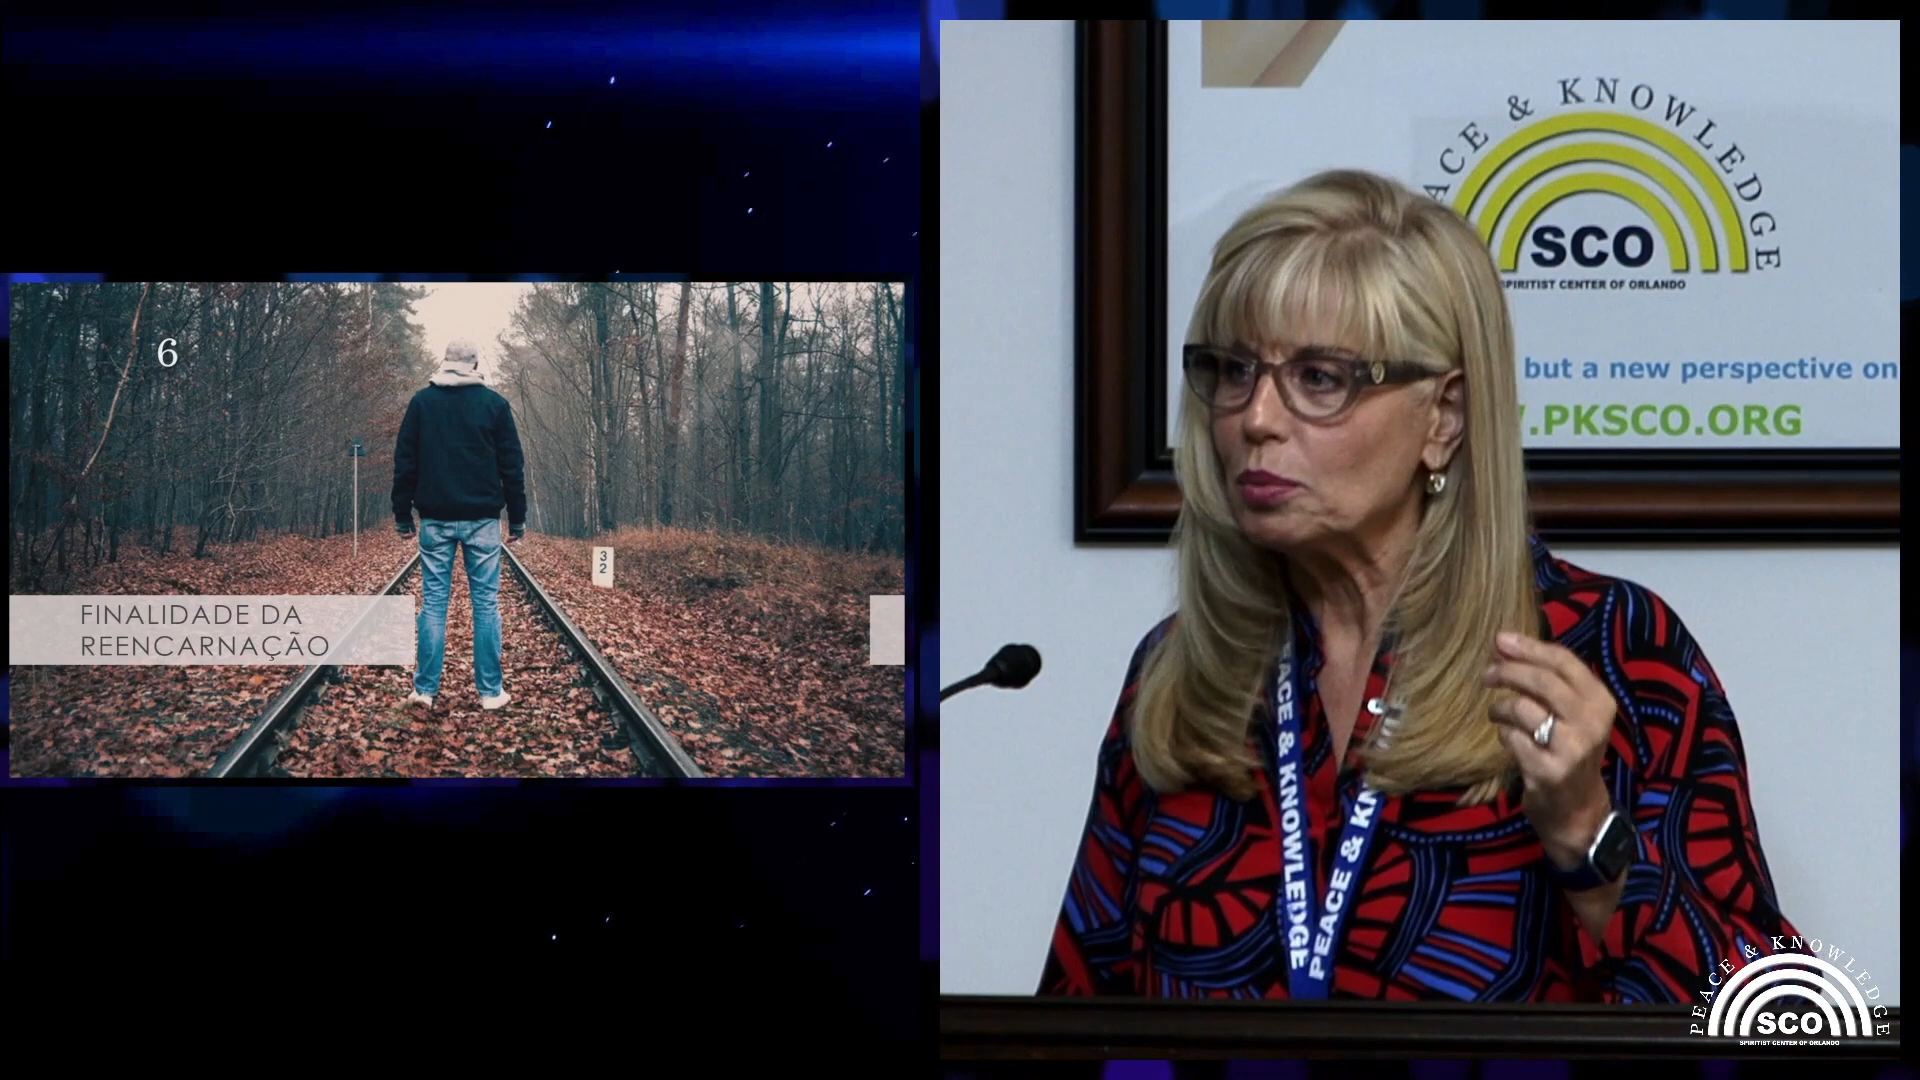 6
FINALIDADE DA
REENCARNAÇÃO
3
2
ACE & KNOWLEDGE
SCO
SPIRITIST CENTER OF ORLANDO
but a new perspective on
.PKSCO.ORG
PEACE & KNOWLEDGE
PEACE & KN
PEACE & KNOWLEDGE
SCO
SPIRITIST CENTER OF ORLANDO